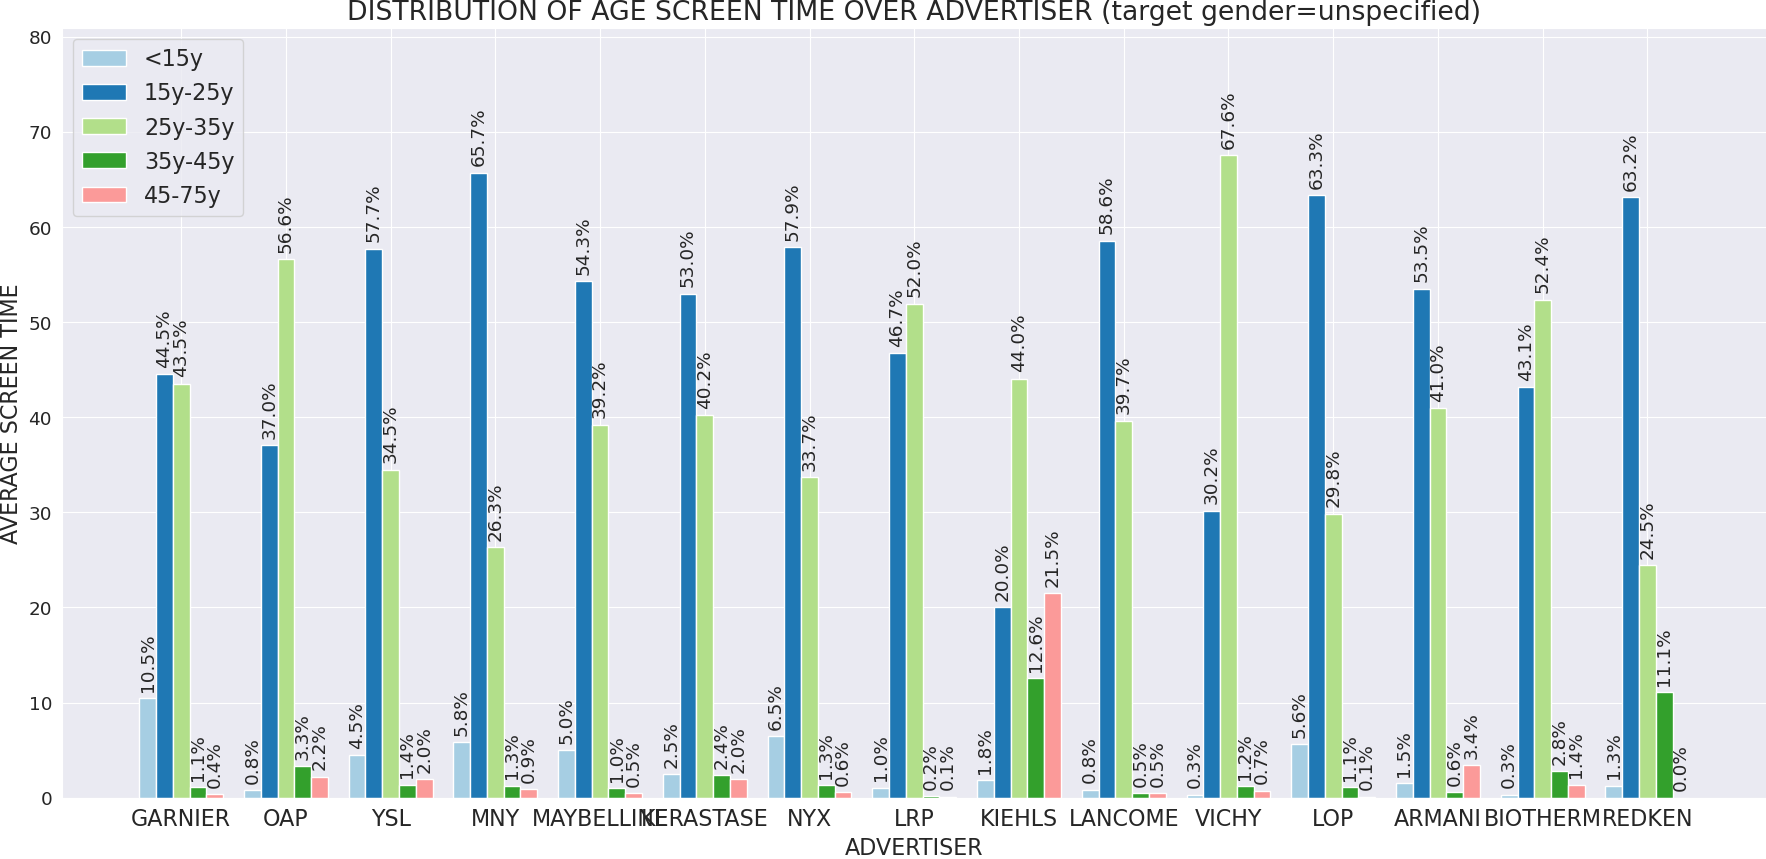 DISTRIBUTION OF AGE SCREEN TIME OVER ADVERTISER (target gender=unspecified)
<15y
15y-25y
25y-35y
35y-45y
45-75y
AVERAGE SCREEN TIME
80
70
60
50
40
30
20
10
0
10.5% 44.5% 43.5% 1.1% 0.4%
0.8% 37.0% 56.6% 3.3% 2.2%
4.5% 57.7% 34.5% 1.4% 2.0%
5.8% 65.7% 26.3% 1.3% 0.9%
5.0% 54.3% 39.2% 1.0% 0.5%
2.5% 53.0% 40.2% 2.4% 2.0%
6.5% 57.9% 33.7% 1.3% 0.6%
1.0% 46.7% 52.0% 0.2% 0.1%
1.8% 20.0% 44.0% 12.6% 21.5%
0.8% 58.6% 39.7% 0.5% 0.5%
0.3% 30.2% 67.6% 1.2% 0.7%
5.6% 63.3% 29.8% 1.1% 0.1%
1.5% 53.5% 41.0% 0.6% 3.4%
0.3% 43.1% 52.4% 2.8% 1.4%
1.3% 63.2% 24.5% 11.1% 0.0%
GARNIER OAP YSL MNY MAYBELLINE KERASTASE NYX LRP KIEHLS LANCOME VICHY LOP ARMANI BIOTHERM REDKEN
ADVERTISER